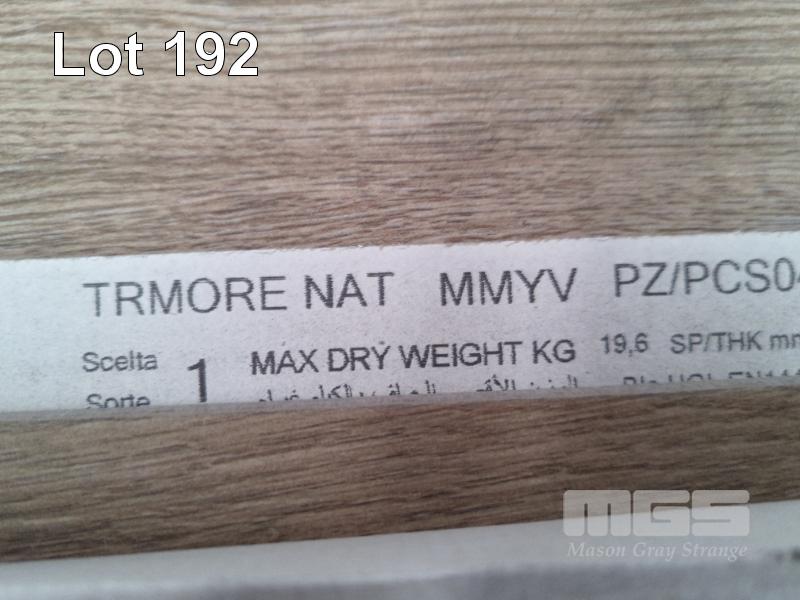 Lot 192
TRMORE NAT MMYV PZ/PCS04
Scelta 1 MAX DRY WEIGHT KG 19,6 SP/THK mm
Sorte
MGS
Mason Gray Strange